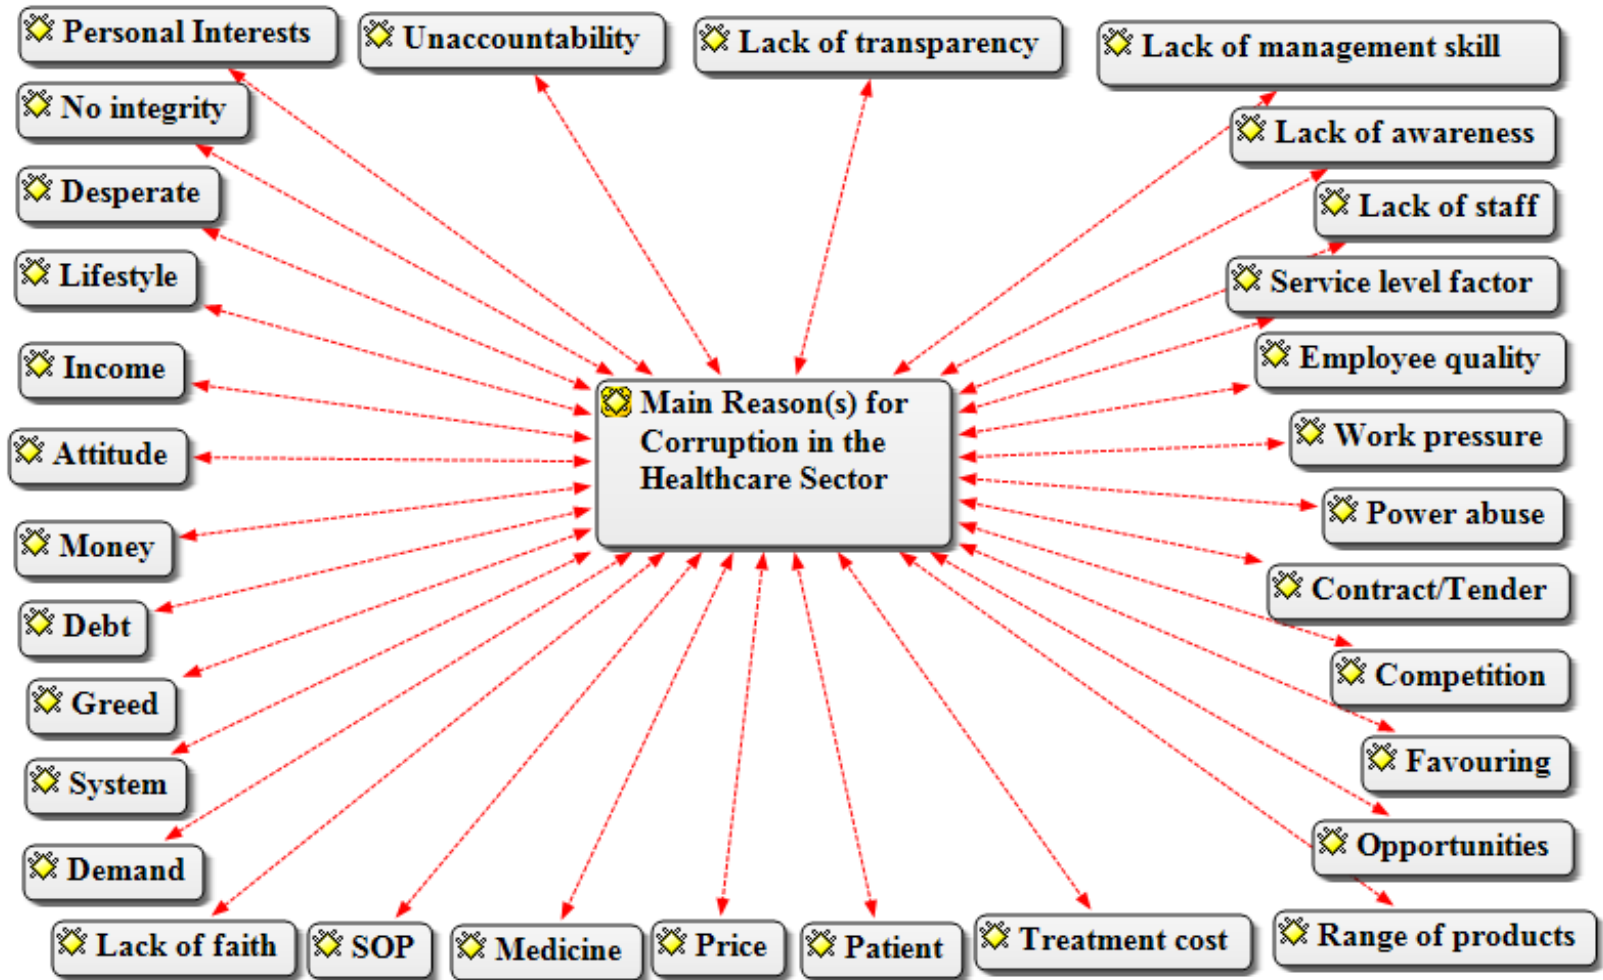 Personal Interests
Unaccountability
Lack of transparency
Lack of management skill
No integrity
Lack of awareness
Desperate
Lack of staff
Lifestyle
Service level factor
Income
Employee quality
Main Reason(s) for
Corruption in the
Healthcare Sector
Attitude
Work pressure
Money
Power abuse
Debt
Contract/Tender
Greed
Competition
System
Favouring
Demand
Opportunities
Lack of faith
SOP
Medicine
Price
Patient
Treatment cost
Range of products